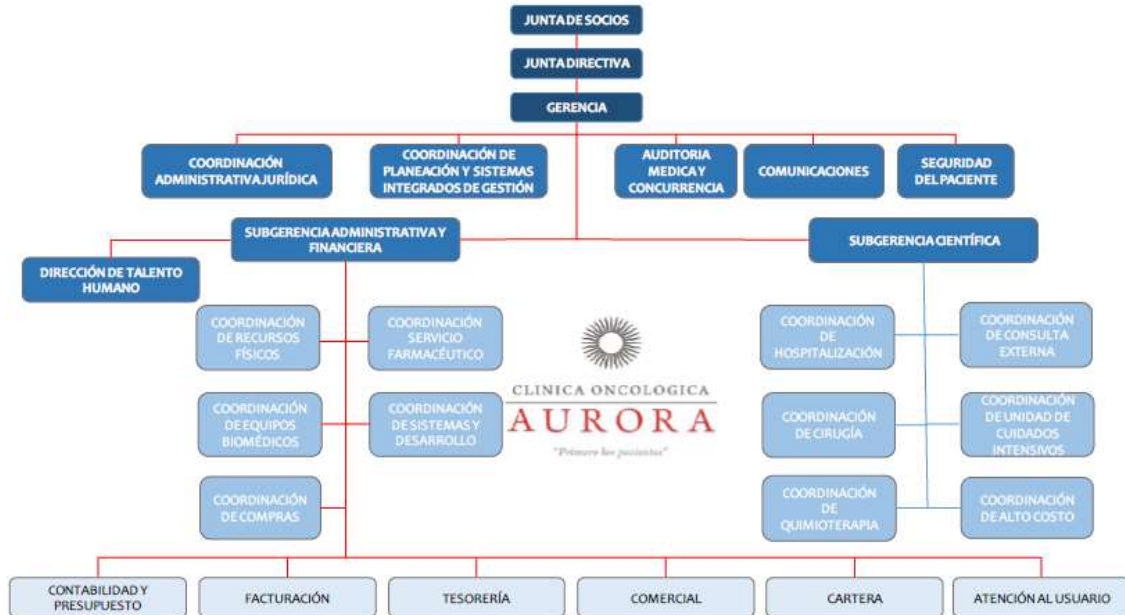 JUNTA DE SOCIOS
JUNTA DIRECTIVA
GERENCIA
COORDINACIÓN
ADMINISTRATIVA JURÍDICA
COORDINACIÓN DE
PLANEACIÓN Y SISTEMAS
INTEGRADOS DE GESTIÓN
AUDITORIA
MEDICA Y
CONCURRENCIA
COMUNICACIONES
SEGURIDAD
DEL PACIENTE
SUBGERENCIA ADMINISTRATIVA Y
FINANCIERA
SUBGERENCIA CIENTÍFICA
DIRECCIÓN DE TALENTO
HUMANO
COORDINACIÓN
DE RECURSOS
FÍSICOS
COORDINACIÓN
SERVICIO
FARMACÉUTICO
COORDINACIÓN
DE
HOSPITALIZACIÓN
COORDINACIÓN
DE CONSULTA
EXTERNA
CLINICA ONCOLOGICA
AURORA
"Primero los pacientes"
COORDINACIÓN
DE EQUIPOS
BIOMÉDICOS
COORDINACIÓN
DE SISTEMAS Y
DESARROLLO
COORDINACIÓN
DE CIRUGÍA
COORDINACIÓN
DE UNIDAD DE
CUIDADOS
INTENSIVOS
COORDINACIÓN
DE COMPRAS
COORDINACIÓN
DE
QUIMIOTERAPIA
COORDINACIÓN
DE ALTO COSTO
CONTABILIDAD Y
PRESUPUESTO
FACTURACIÓN
TESORERÍA
COMERCIAL
CARTERA
ATENCIÓN AL USUARIO